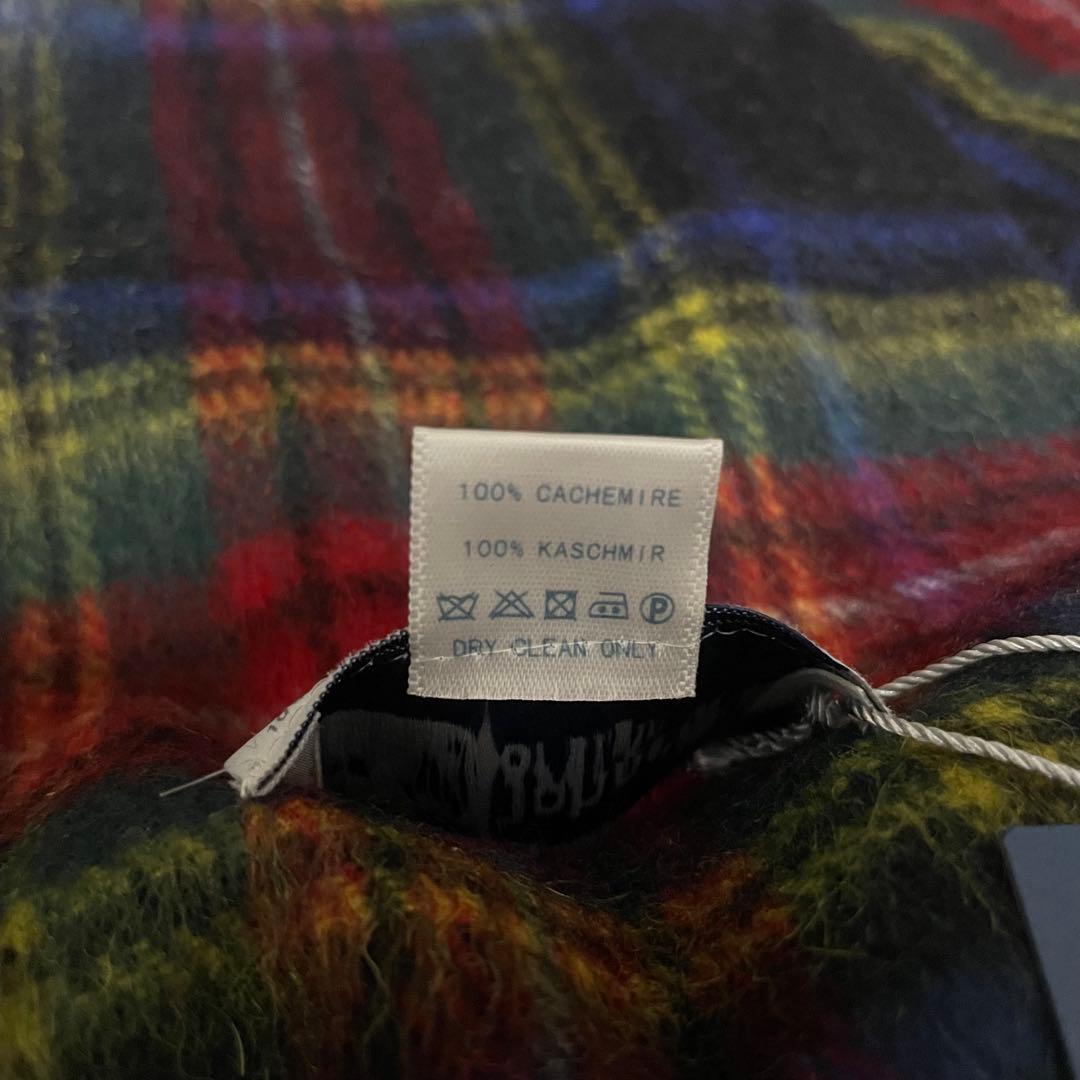 100% CACHEMIRE
100% KASCHMIR
P
DRY CLEAN ONLY